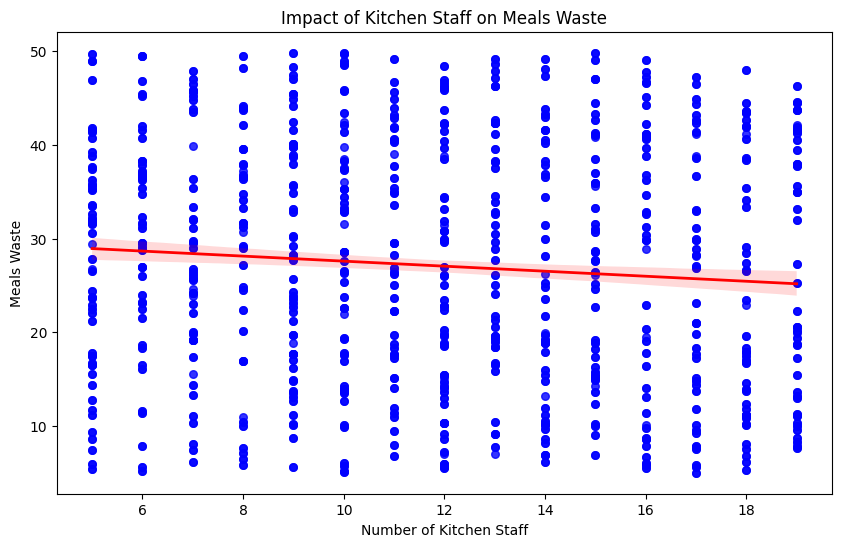 Impact of Kitchen Staff on Meals Waste
50
40
30
20
10
Meals Waste
6 8 10 12 14 16 18
Number of Kitchen Staff